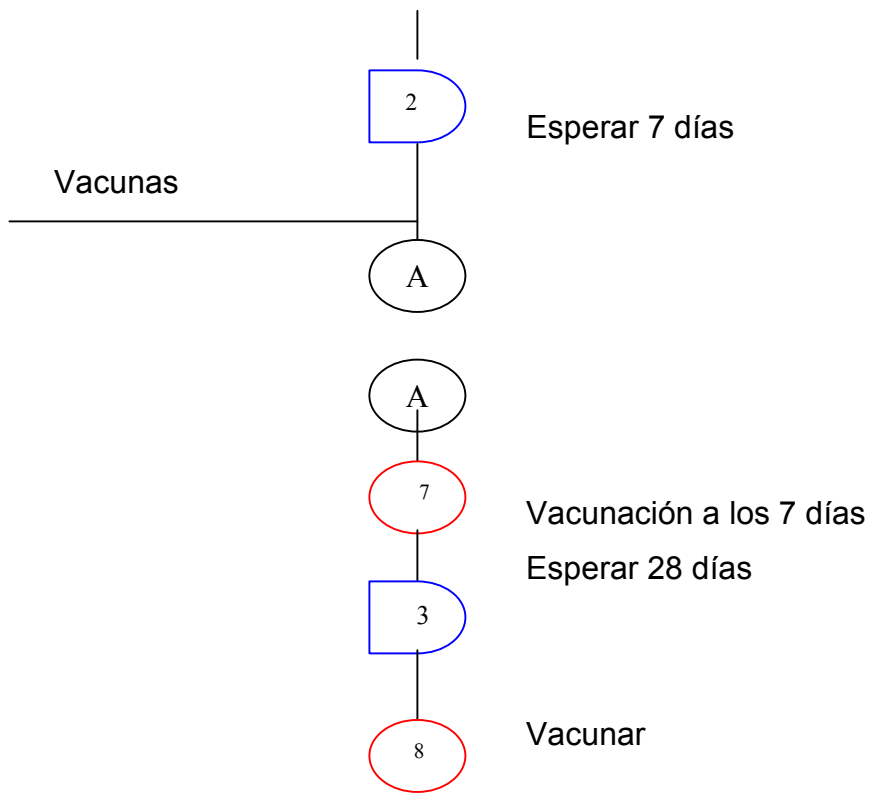 2
Esperar 7 días
Vacunas
A
A
7
Vacunación a los 7 días
Esperar 28 días
3
Vacunar
8